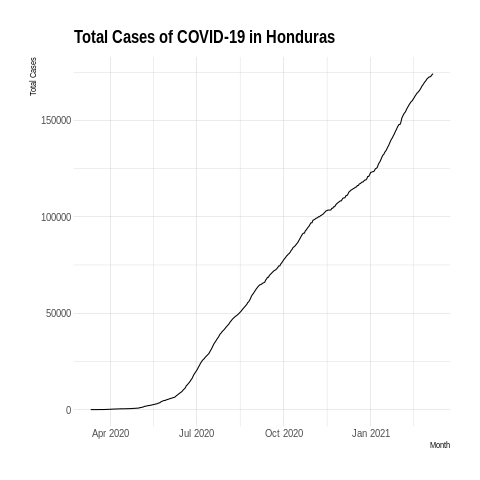 Total Cases of COVID-19 in Honduras
Total Cases
150000
100000
50000
0
Apr 2020 Jul 2020 Oct 2020 Jan 2021
Month